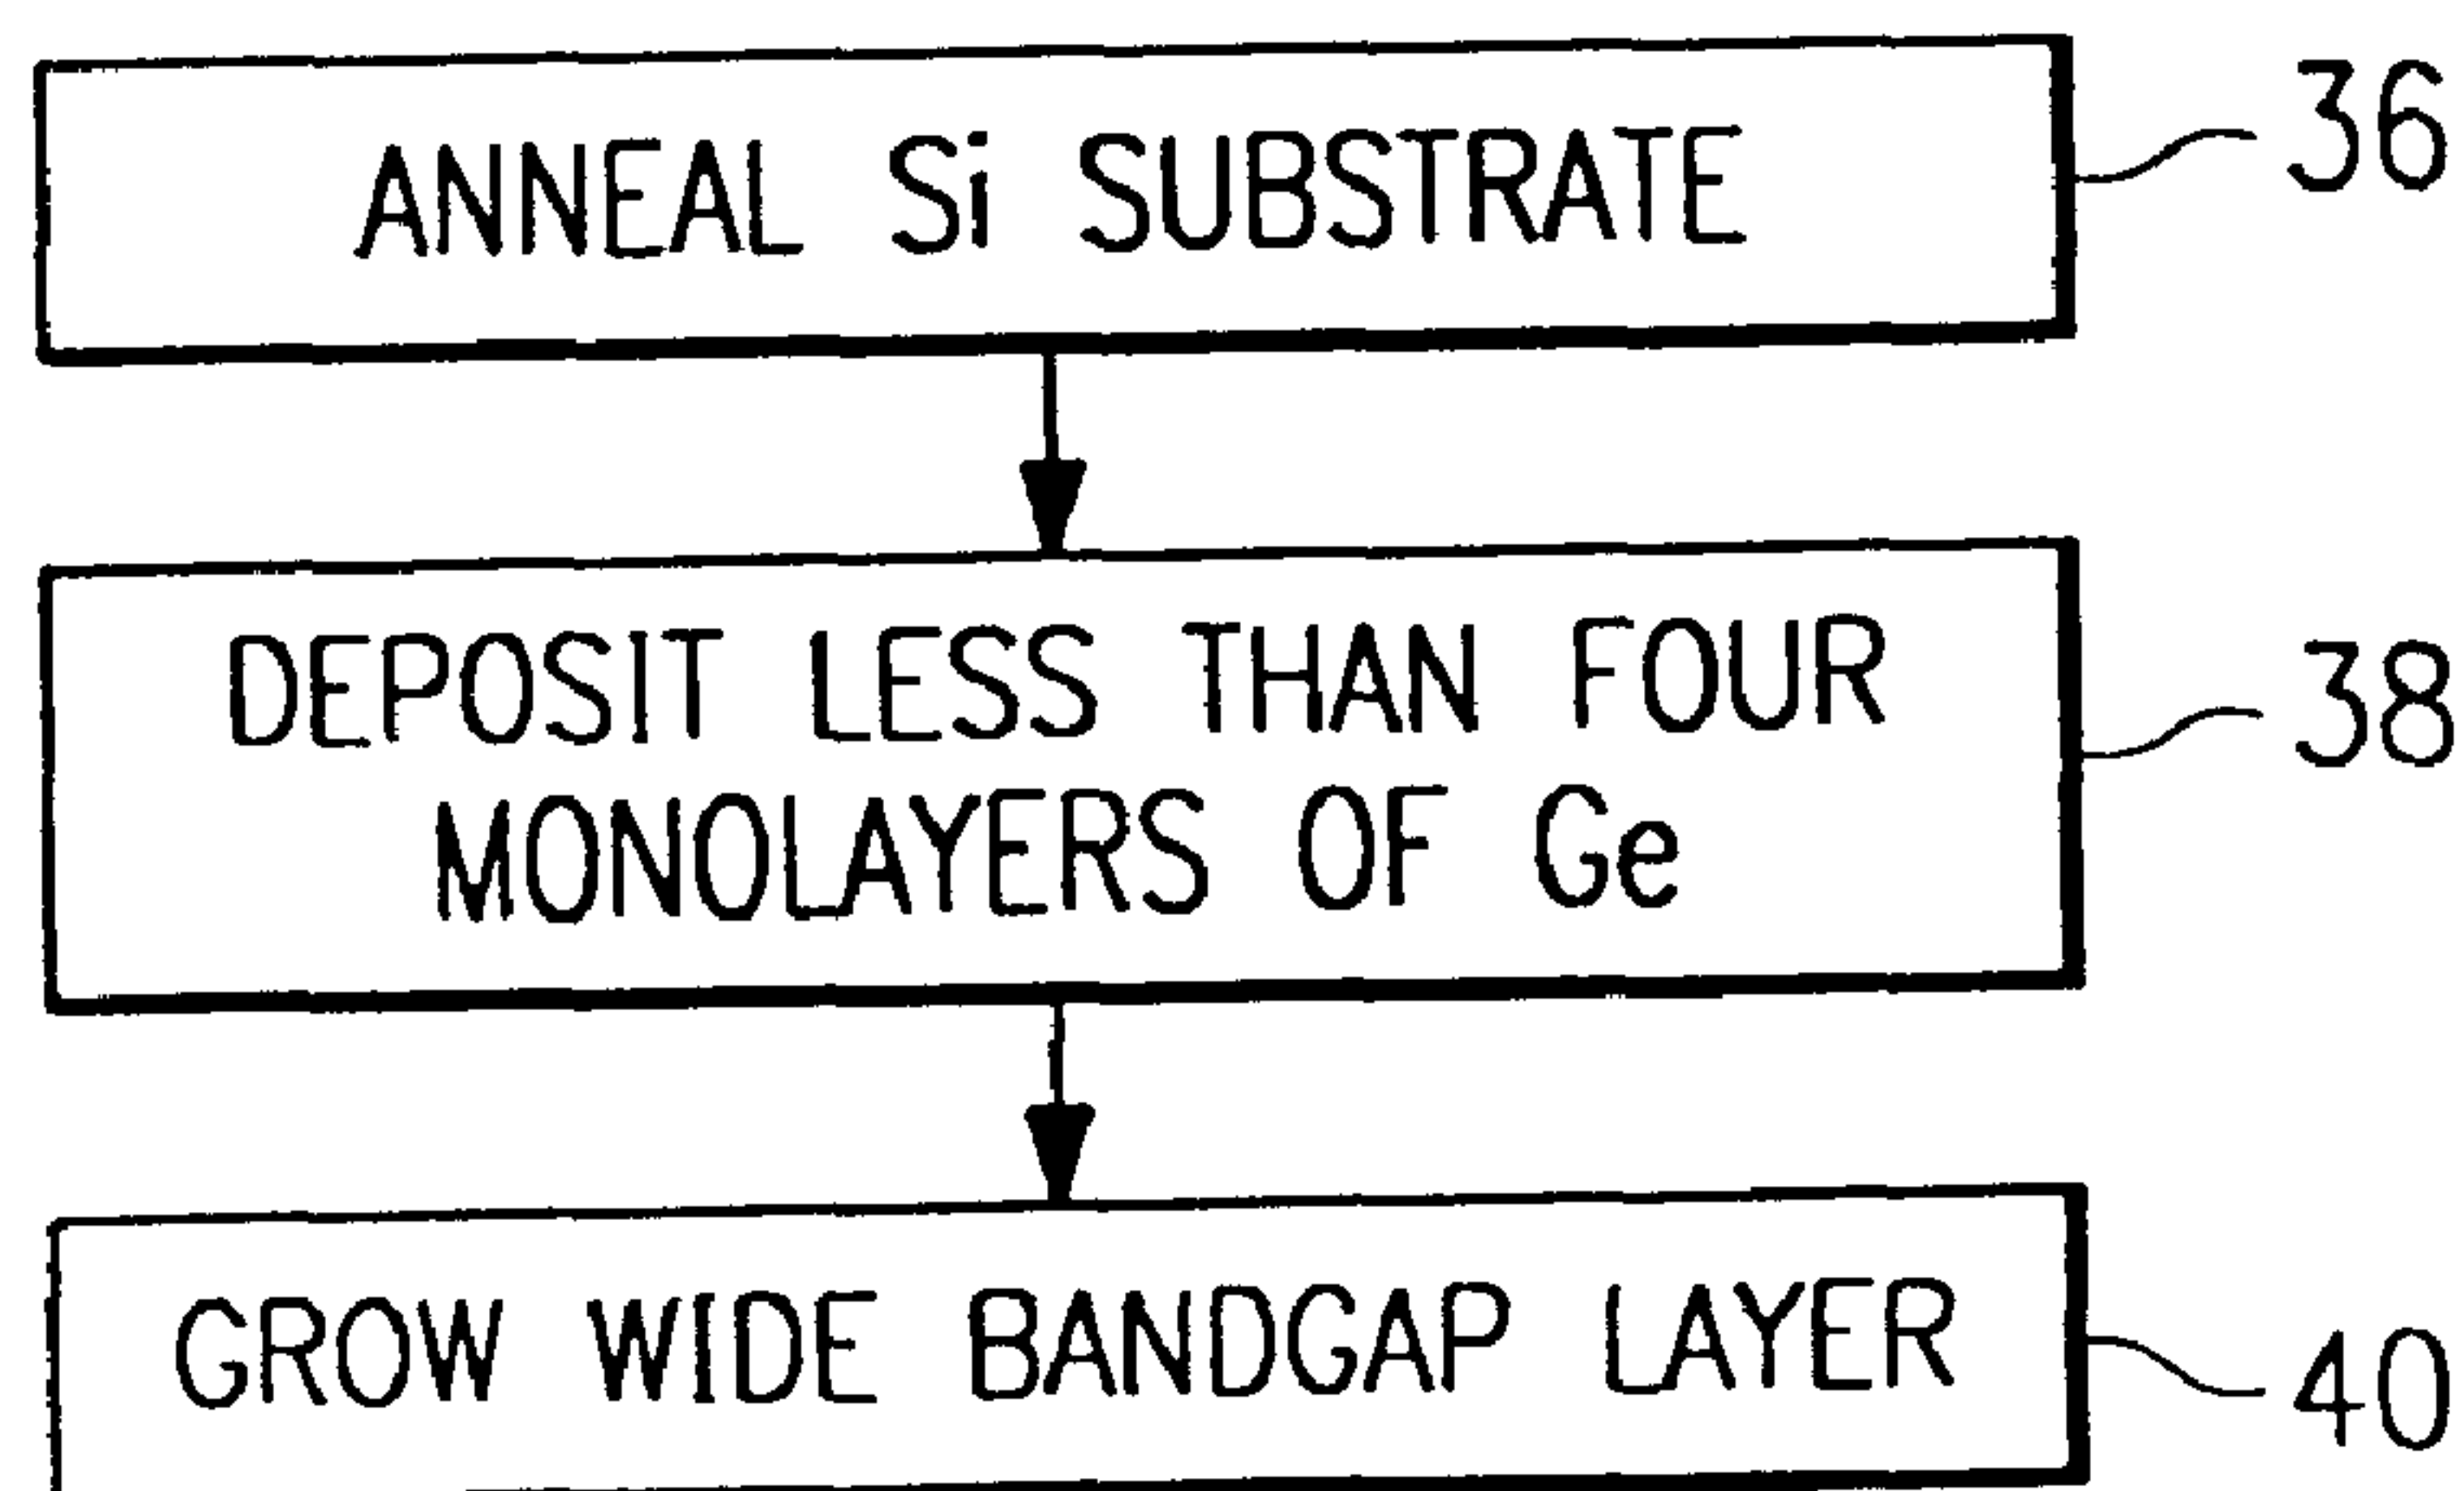 ANNEAL Si SUBSTRATE
36
DEPOSIT LESS THAN FOUR
MONOLAYERS OF Ge
38
GROW WIDE BANDGAP LAYER
40